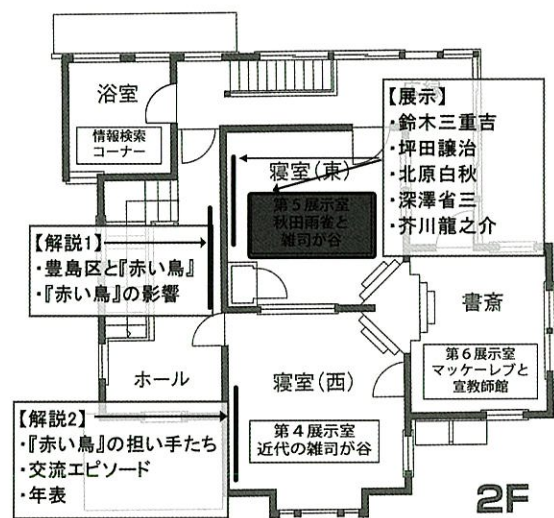 浴室
情報検索
コーナー
【展示】
・鈴木三重吉
・坪田譲治
・北原白秋
・深澤省三
・芥川龍之介
寝室(東)
第5展示室
秋田雨雀と
雑司が谷
【解説1】
・豊島区と『赤い鳥』
・『赤い鳥』の影響
書斎
第6展示室
マッケーレブと
宣教師館
ホール
寝室(西)
第4展示室
近代の雑司が谷
【解説2】
・『赤い鳥』の担い手たち
・交流エピソード
・年表
2F